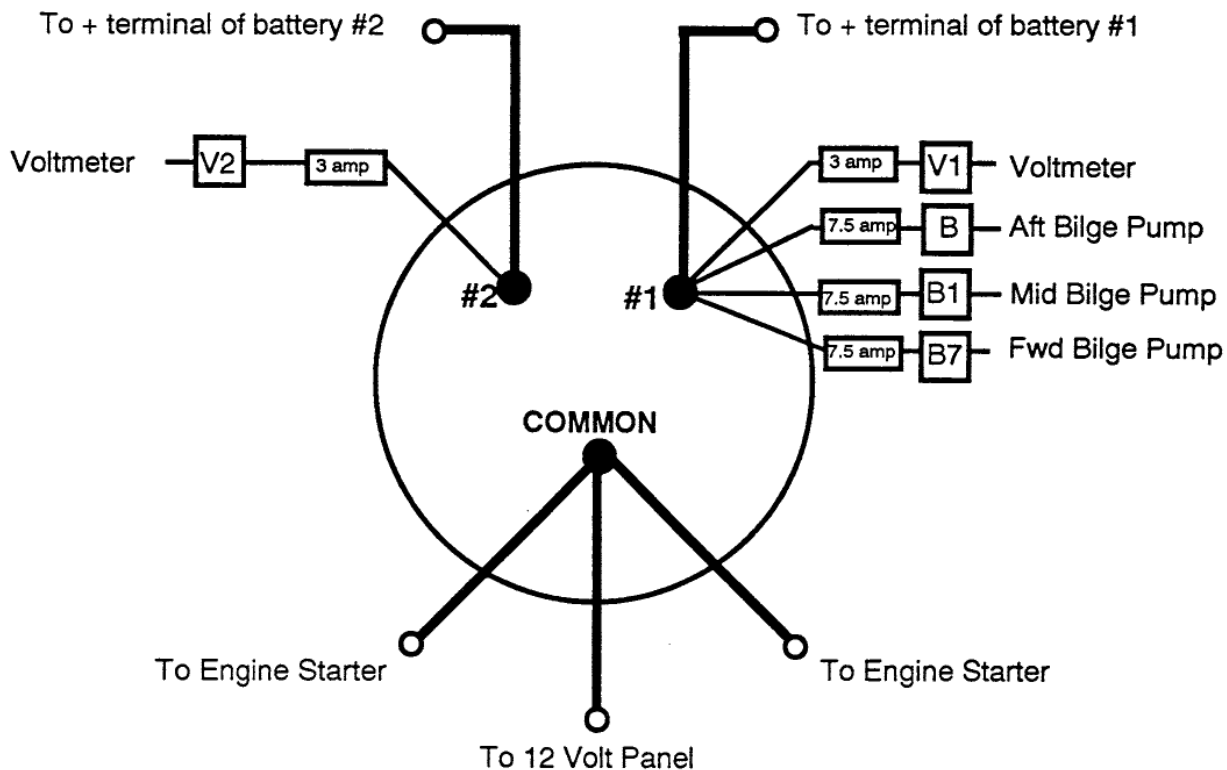 To + terminal of battery #2
To + terminal of battery #1
Voltmeter
V2
3 amp
3 amp
V1
Voltmeter
7.5 amp
B
Aft Bilge Pump
#2
#1
7.5 amp
B1
Mid Bilge Pump
7.5 amp
B7
Fwd Bilge Pump
COMMON
To Engine Starter
To Engine Starter
To 12 Volt Panel